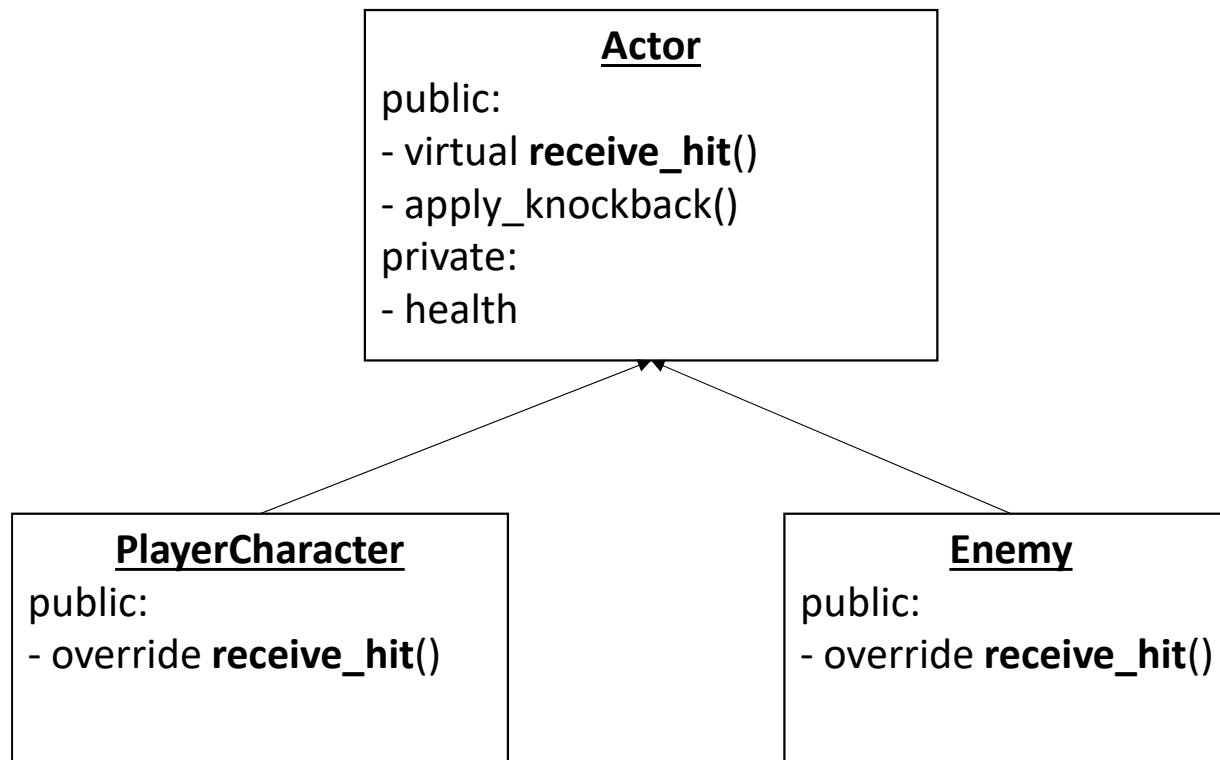 Actor
public:
- virtual receive_hit()
- apply_knockback()
private:
- health
PlayerCharacter
public:
- override receive_hit()
Enemy
public:
- override receive_hit()